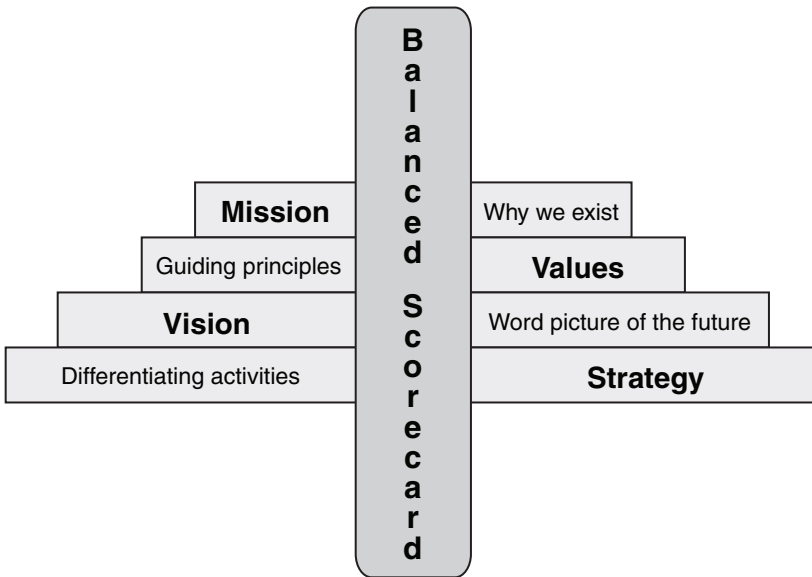 Balanced Scorecard
Mission
Why we exist
Guiding principles
Values
Vision
Word picture of the future
Differentiating activities
Strategy